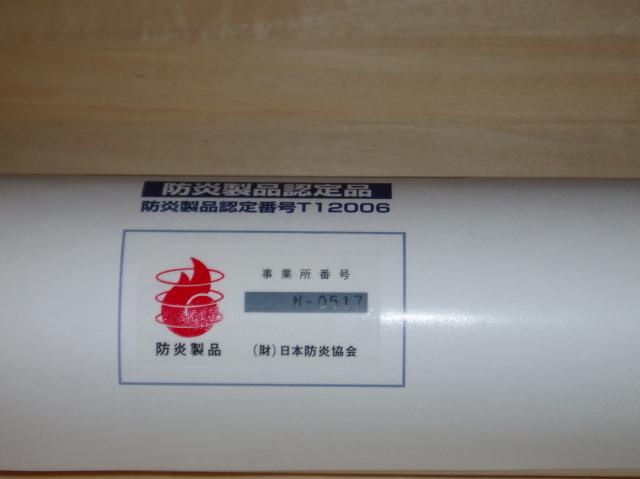 防炎製品認定品
防炎製品認定番号T12006
事業所番号
N-0517
防炎製品
(財)日本防炎協会